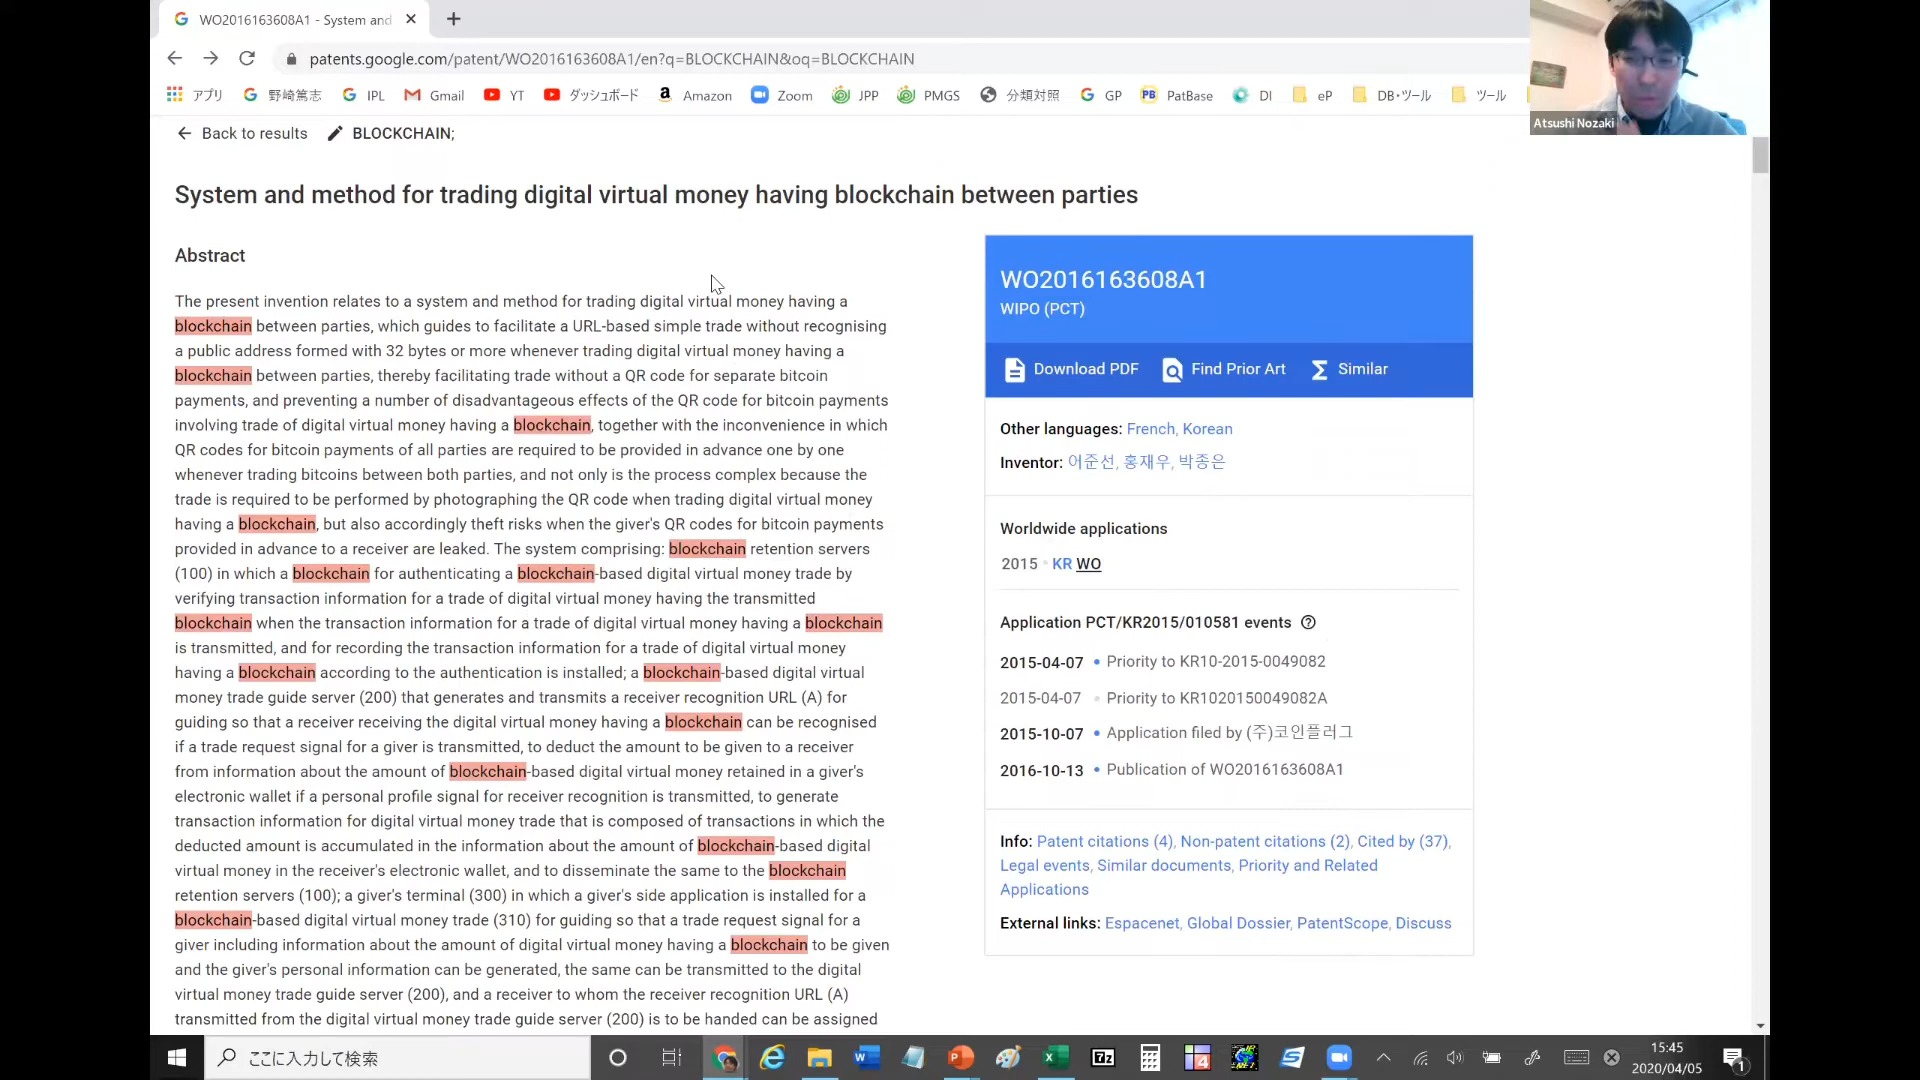 WO2016163608A1 - System and
patents.google.com/patent/WO2016163608A1/en?q=BLOCKCHAIN&oq=BLOCKCHAIN
アプリ 野崎篤志 IPL Gmail YT ダッシュボード Amazon Zoom JPP PMGS 分類対照 GP PB PatBase DI eP DB・ツール ツール
Atsushi Nozaki
Back to results BLOCKCHAIN;
System and method for trading digital virtual money having blockchain between parties
Abstract
The present invention relates to a system and method for trading digital virtual money having a
blockchain between parties, which guides to facilitate a URL-based simple trade without recognising
a public address formed with 32 bytes or more whenever trading digital virtual money having a
blockchain between parties, thereby facilitating trade without a QR code for separate bitcoin
payments, and preventing a number of disadvantageous effects of the QR code for bitcoin payments
involving trade of digital virtual money having a blockchain, together with the inconvenience in which
QR codes for bitcoin payments of all parties are required to be provided in advance one by one
whenever trading bitcoins between both parties, and not only is the process complex because the
trade is required to be performed by photographing the QR code when trading digital virtual money
having a blockchain, but also accordingly theft risks when the giver's QR codes for bitcoin payments
provided in advance to a receiver are leaked. The system comprising: blockchain retention servers
(100) in which a blockchain for authenticating a blockchain-based digital virtual money trade by
verifying transaction information for a trade of digital virtual money having the transmitted
blockchain when the transaction information for a trade of digital virtual money having a blockchain
is transmitted, and for recording the transaction information for a trade of digital virtual money
having a blockchain according to the authentication is installed; a blockchain-based digital virtual
money trade guide server (200) that generates and transmits a receiver recognition URL (A) for
guiding so that a receiver receiving the digital virtual money having a blockchain can be recognised
if a trade request signal for a giver is transmitted, to deduct the amount to be given to a receiver
from information about the amount of blockchain-based digital virtual money retained in a giver's
electronic wallet if a personal profile signal for receiver recognition is transmitted, to generate
transaction information for digital virtual money trade that is composed of transactions in which the
deducted amount is accumulated in the information about the amount of blockchain-based digital
virtual money in the receiver's electronic wallet, and to disseminate the same to the blockchain
retention servers (100); a giver's terminal (300) in which a giver's side application is installed for a
blockchain-based digital virtual money trade (310) for guiding so that a trade request signal for a
giver including information about the amount of digital virtual money having a blockchain to be given
and the giver's personal information can be generated, the same can be transmitted to the digital
virtual money trade guide server (200), and a receiver to whom the receiver recognition URL (A)
transmitted from the digital virtual money trade guide server (200) is to be handed can be assigned
WO2016163608A1
WIPO (PCT)
Download PDF Find Prior Art Similar
Other languages: French, Korean
Inventor: 어준선, 홍재우, 박종은
Worldwide applications
2015 KR WO
Application PCT/KR2015/010581 events
2015-04-07 Priority to KR10-2015-0049082
2015-04-07 Priority to KR1020150049082A
2015-10-07 Application filed by (주)코인플러그
2016-10-13 Publication of WO2016163608A1
Info: Patent citations (4), Non-patent citations (2), Cited by (37),
Legal events, Similar documents, Priority and Related
Applications
External links: Espacenet, Global Dossier, PatentScope, Discuss
ここに入力して検索
15:45
2020/04/05